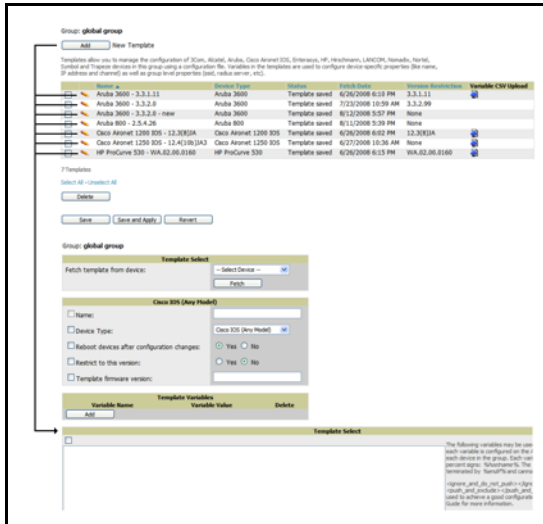 Group: global group
Add New Template
Templates allow you to manage the configuration of 3Com, Alcatel, Aruba, Cisco Aironet IOS, Enterasys, HP, Hirschmann, LANCOM, Nomadix, Nortel,
Symbol and Trapeze devices in this group using a configuration file. Variables in the templates are used to configure device specific properties (like name,
IP address and channel) as well as group level properties (ssid, radius server, etc).
Name Device Type Status Fetch Date Version Restriction Variable CSV Upload
Aruba 3600 - 3.3.1.11 Aruba 3600 Template saved 6/26/2008 6:10 PM 3.3.1.11
Aruba 3600 - 3.3.2.0 Aruba 3600 Template saved 7/23/2008 10:59 AM 3.3.2.99
Aruba 3600 - 3.3.2.0 - new Aruba 3600 Template saved 8/12/2008 5:57 PM None
Aruba 800 - 2.5.4.26 Aruba 800 Template saved 8/11/2008 5:39 PM None
Cisco Aironet 1200 IOS - 12.3(8)JA Cisco Aironet 1200 IOS Template saved 6/26/2008 6:02 PM 12.3(8)JA
Cisco Aironet 1250 IOS - 12.4(10b)JA3 Cisco Aironet 1250 IOS Template saved 6/27/2008 10:36 AM None
HP ProCurve 530 - WA.02.00.0160 HP ProCurve 530 Template saved 6/26/2008 6:15 PM WA.02.00.0160
7 Templates
Select All - Unselect All
Delete
Save Save and Apply Revert
Group: global group
Template Select
Fetch template from device: -- Select Device --
Fetch
Cisco IOS (Any Model)
Name:
Device Type: Cisco IOS (Any Model)
Reboot devices after configuration changes: Yes No
Restrict to this version: Yes No
Template firmware version:
Template Variables
Variable Name Variable Value Delete
Add
Template Select
The following variables may be use
each variable is configured on the
each device in the group. Each var
percent signs: %hostname%. The
terminated by %endif% and canno
<ignore_and_do_not_push></igno
<push_and_exclude></push_and_
used to achieve a good configurati
Guide for more information.